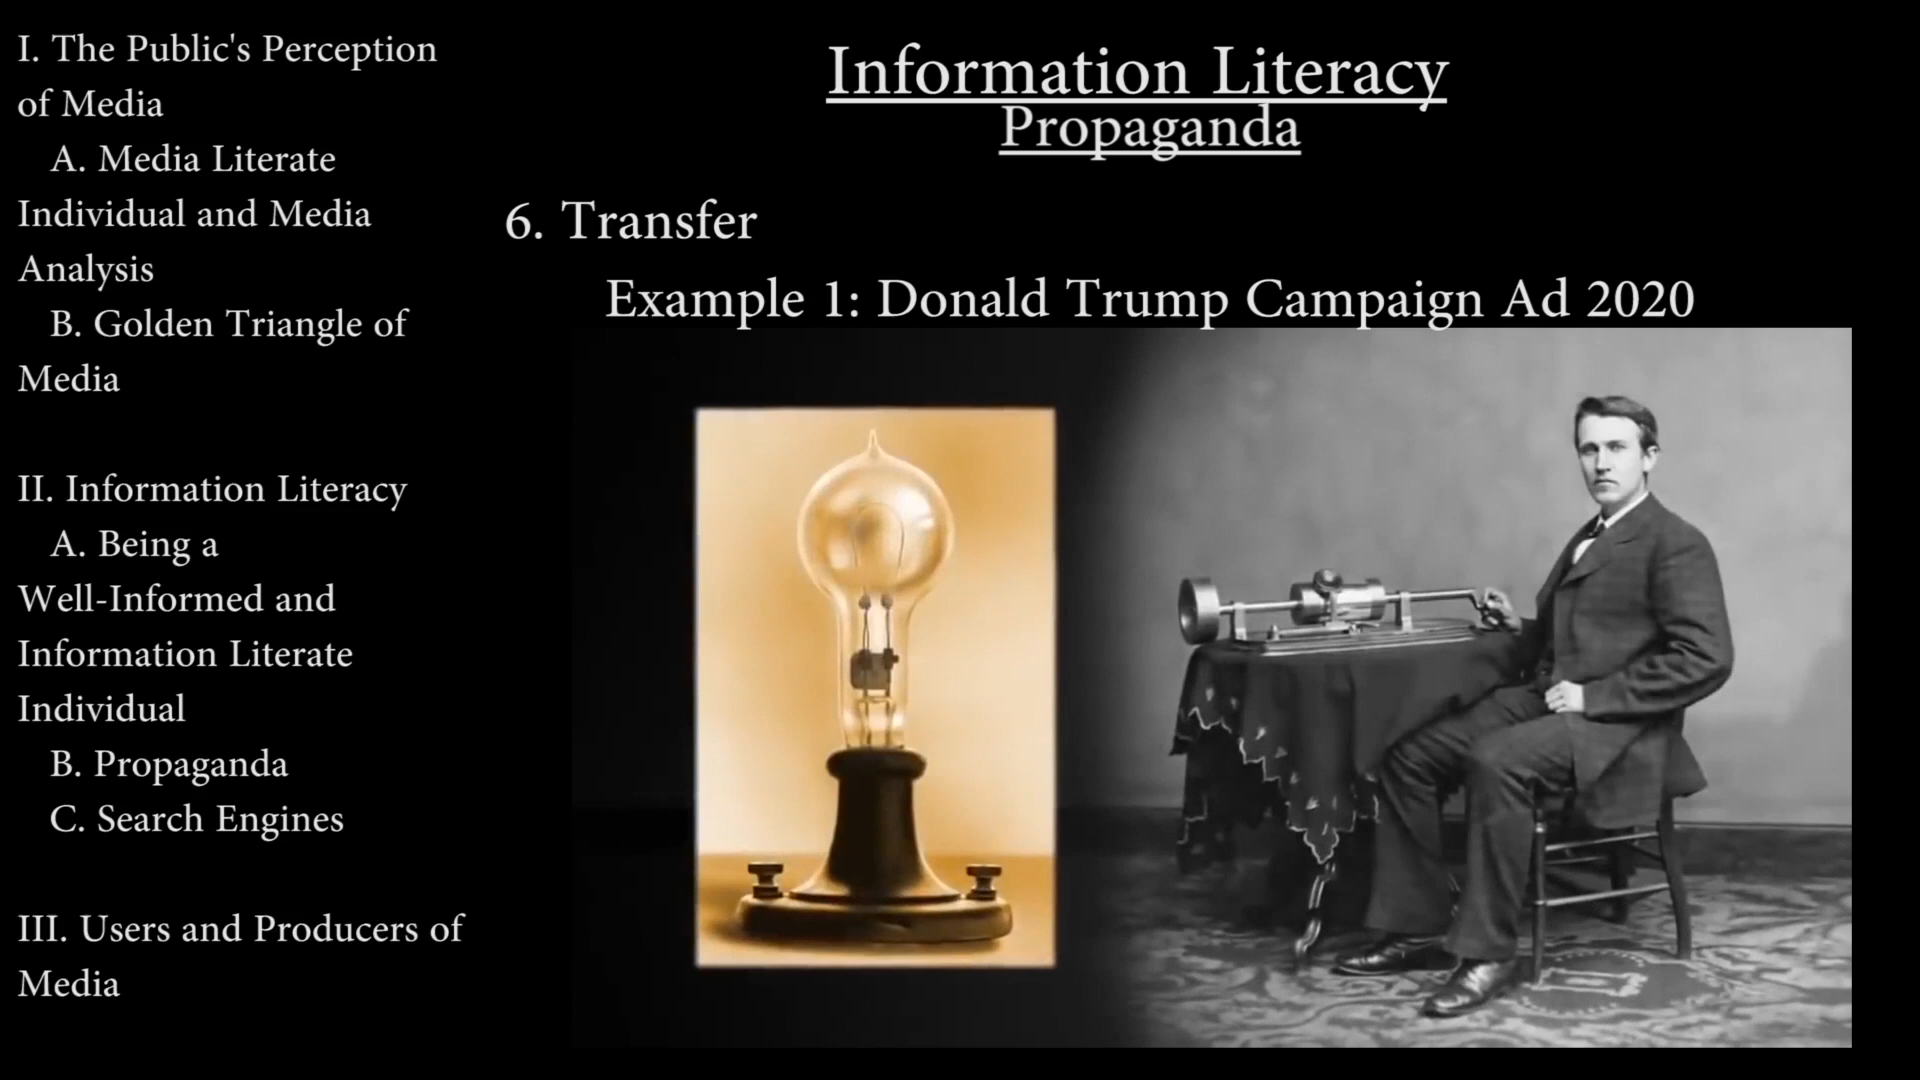 I. The Public's Perception
of Media
A. Media Literate
Individual and Media
Analysis
B. Golden Triangle of
Media
II. Information Literacy
A. Being a
Well-Informed and
Information Literate
Individual
B. Propaganda
C. Search Engines
III. Users and Producers of
Media
Information Literacy
Propaganda
6. Transfer
Example 1: Donald Trump Campaign Ad 2020